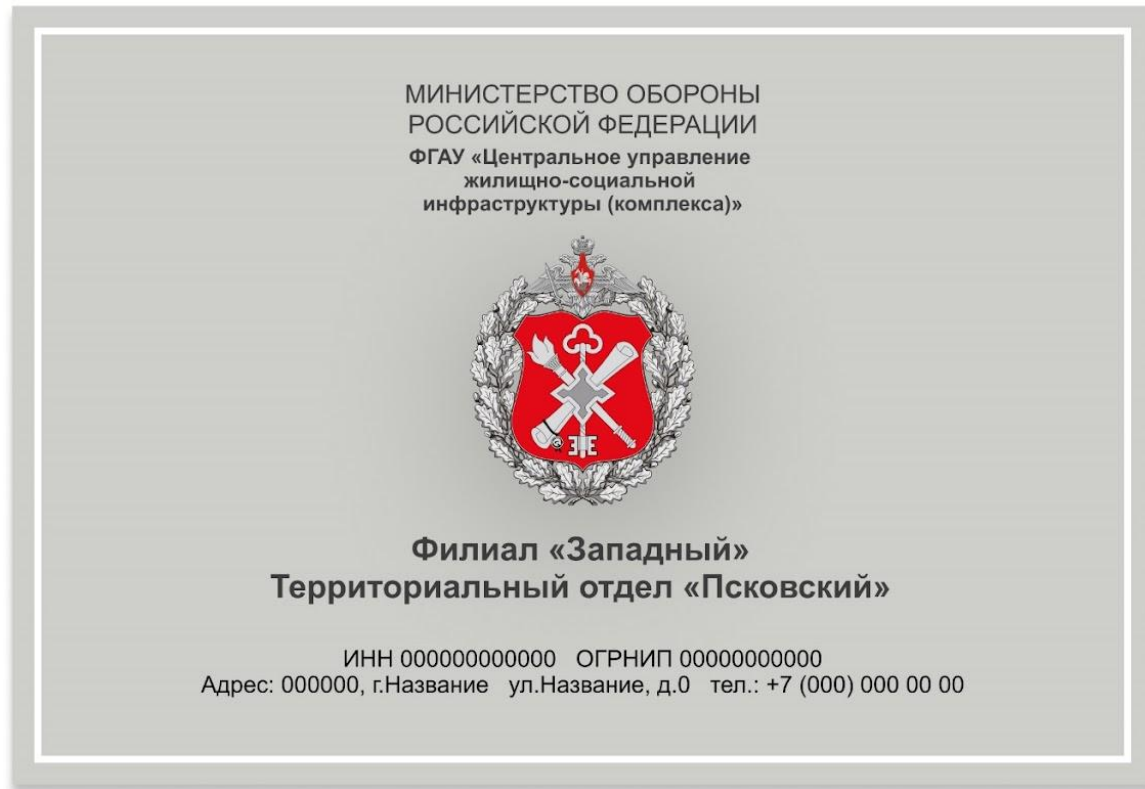 МИНИСТЕРСТВО ОБОРОНЫ
РОССИЙСКОЙ ФЕДЕРАЦИИ
ФГАУ «Центральное управление
жилищно-социальной
инфраструктуры (комплекса)»
Филиал «Западный»
Территориальный отдел «Псковский»
ИНН 000000000000 ОГРНИП 00000000000
Адрес: 000000, г.Название ул.Название, д.0 тел.: +7 (000) 000 00 00